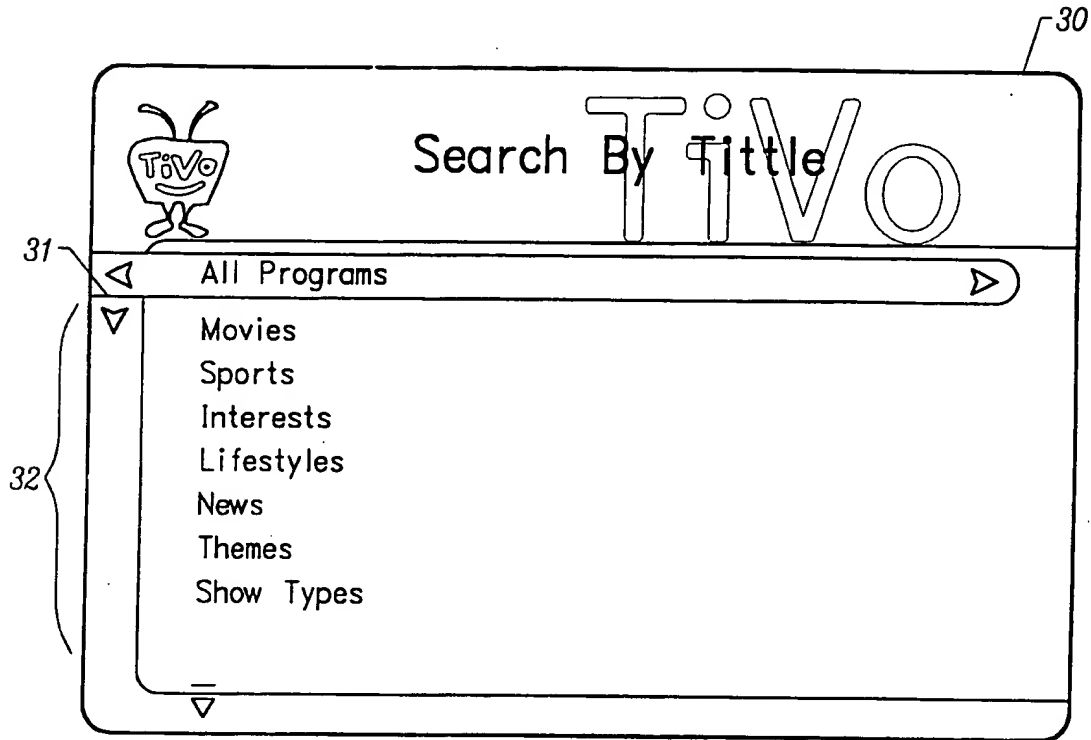 30
TiVo
TiVo
Search By Tittle
31
All Programs
Movies
Sports
Interests
Lifestyles
32
News
Themes
Show Types